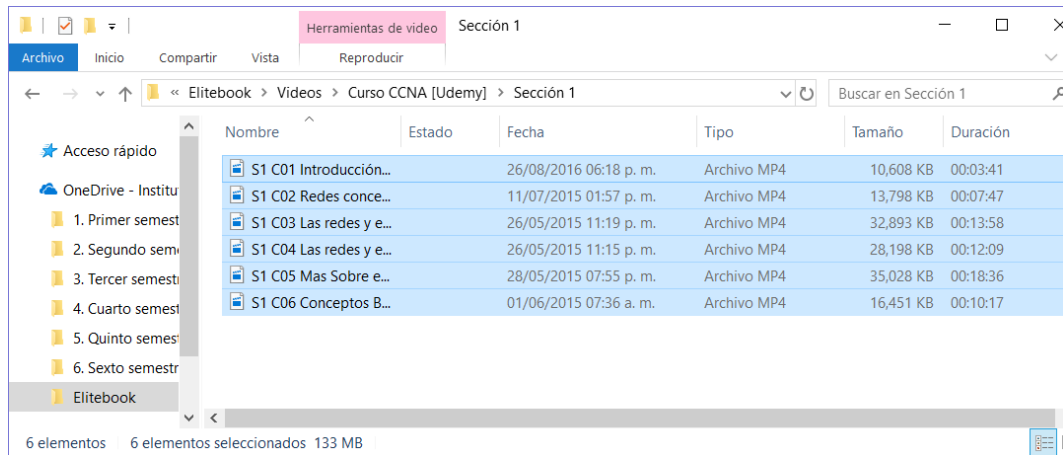 Herramientas de video Sección 1
Archivo Inicio Compartir Vista Reproducir
« Elitebook > Videos > Curso CCNA [Udemy] > Sección 1 Buscar en Sección 1
Nombre Estado Fecha Tipo Tamaño Duración
Acceso rápido
OneDrive - Institu
1. Primer semest
2. Segundo sem
3. Tercer semest
4. Cuarto semest
5. Quinto semes
6. Sexto semestr
Elitebook
S1 C01 Introducción... 26/08/2016 06:18 p. m. Archivo MP4 10,608 KB 00:03:41
S1 C02 Redes conce... 11/07/2015 01:57 p. m. Archivo MP4 13,798 KB 00:07:47
S1 C03 Las redes y e... 26/05/2015 11:19 p. m. Archivo MP4 32,893 KB 00:13:58
S1 C04 Las redes y e... 26/05/2015 11:15 p. m. Archivo MP4 28,198 KB 00:12:09
S1 C05 Mas Sobre e... 28/05/2015 07:55 p. m. Archivo MP4 35,028 KB 00:18:36
S1 C06 Conceptos B... 01/06/2015 07:36 a. m. Archivo MP4 16,451 KB 00:10:17
6 elementos 6 elementos seleccionados 133 MB